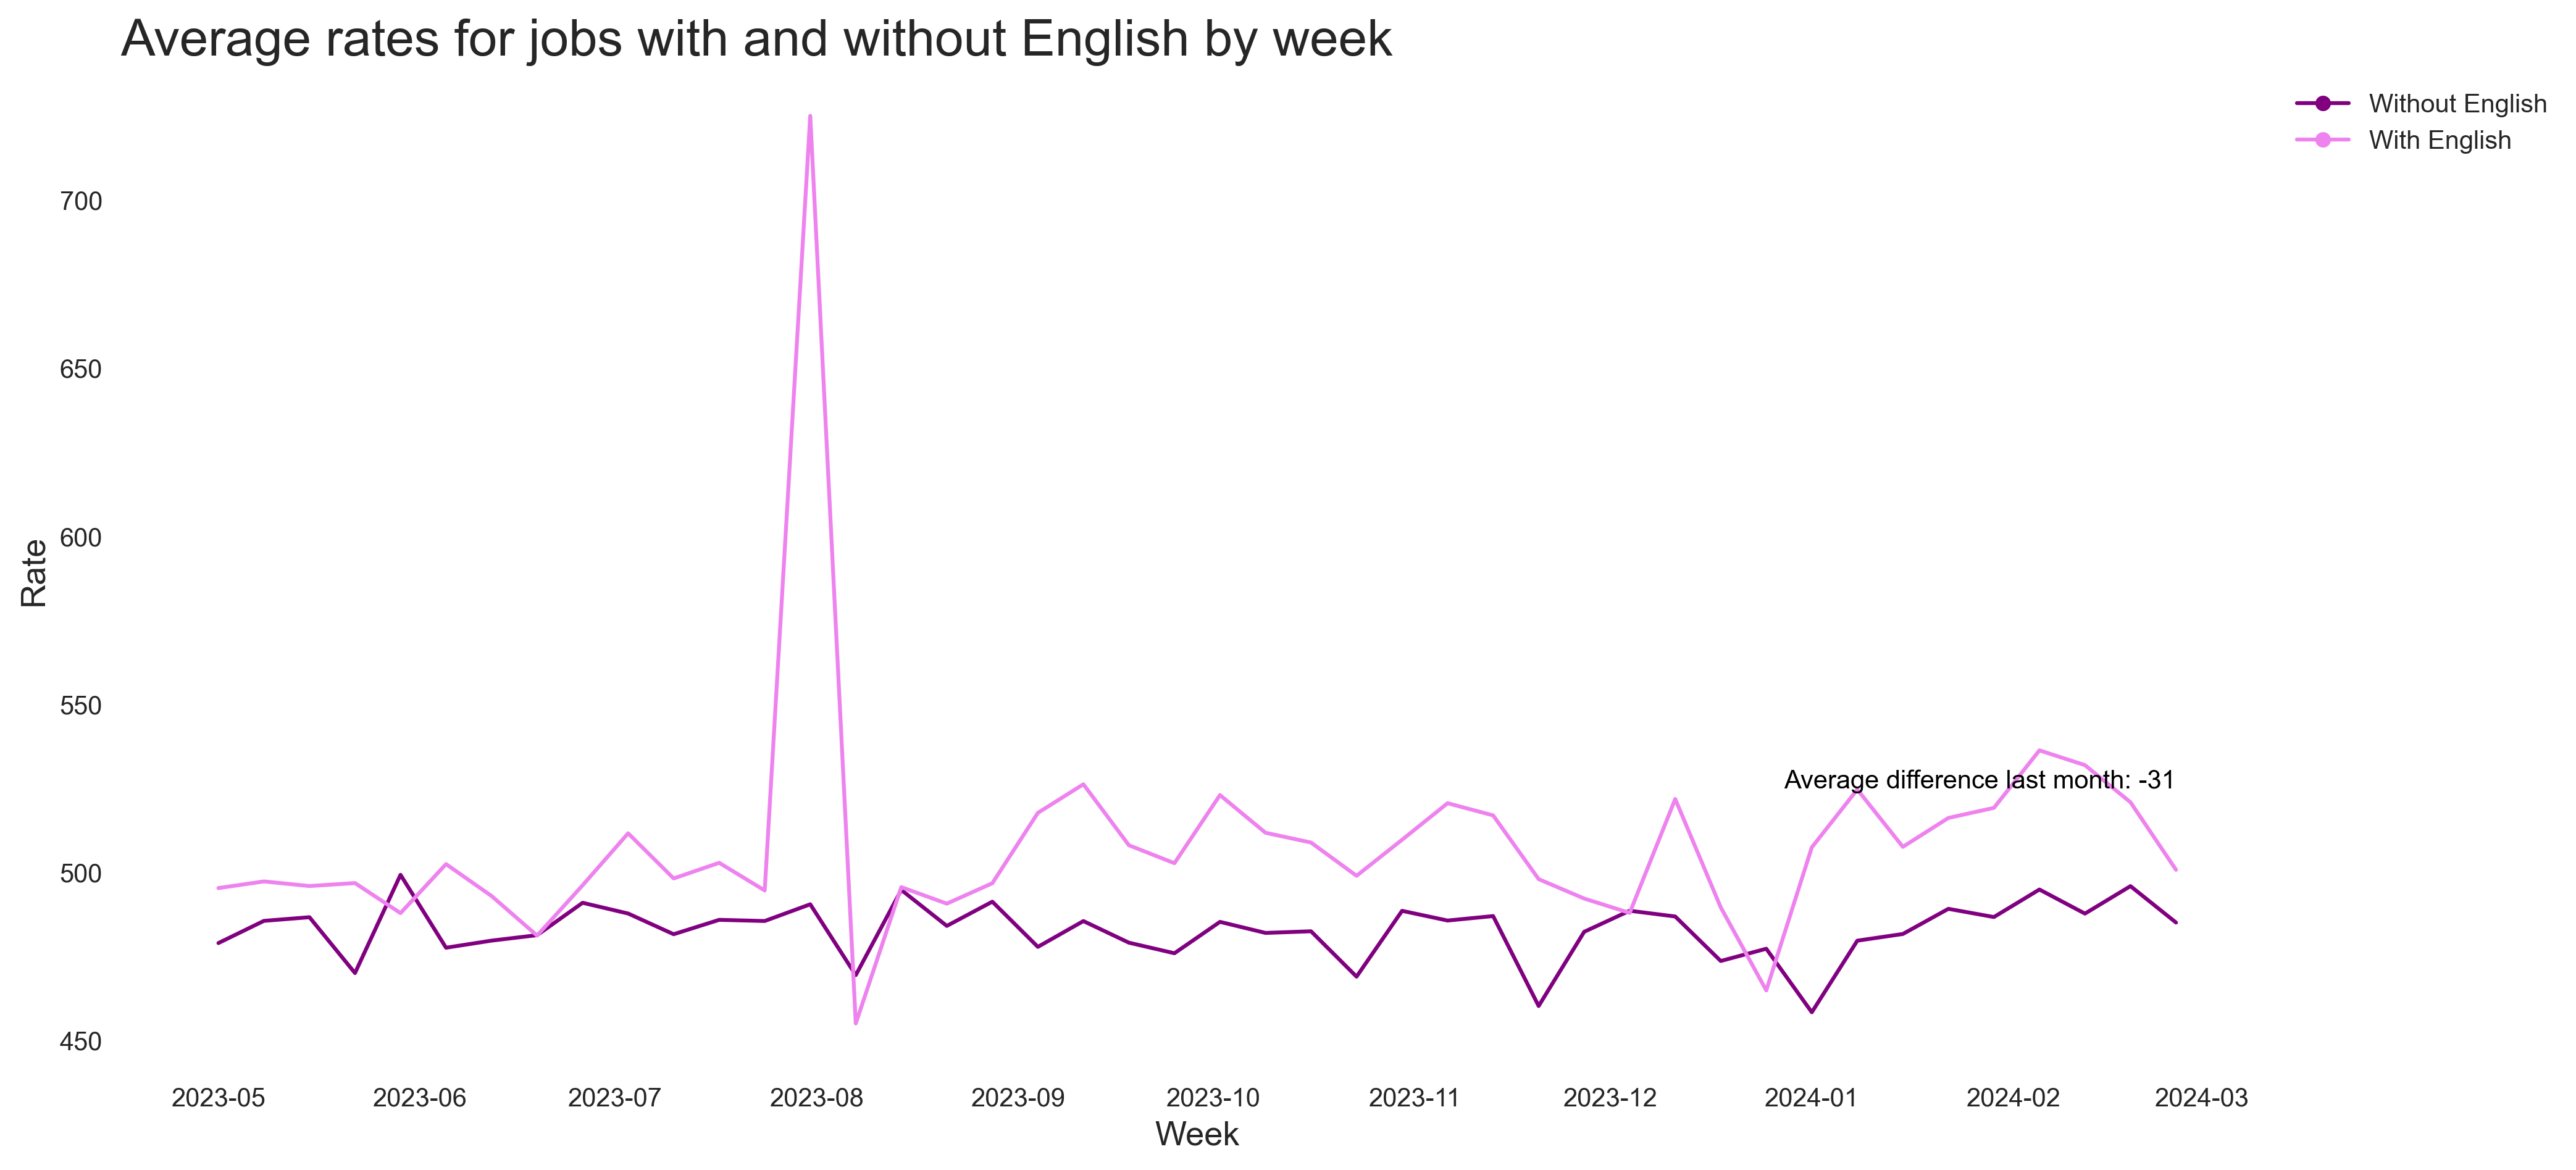 Average rates for jobs with and without English by week
Without English
With English
700
650
600
550
500
450
Rate
Average difference last month: -31
2023-05 2023-06 2023-07 2023-08 2023-09 2023-10 2023-11 2023-12 2024-01 2024-02 2024-03
Week